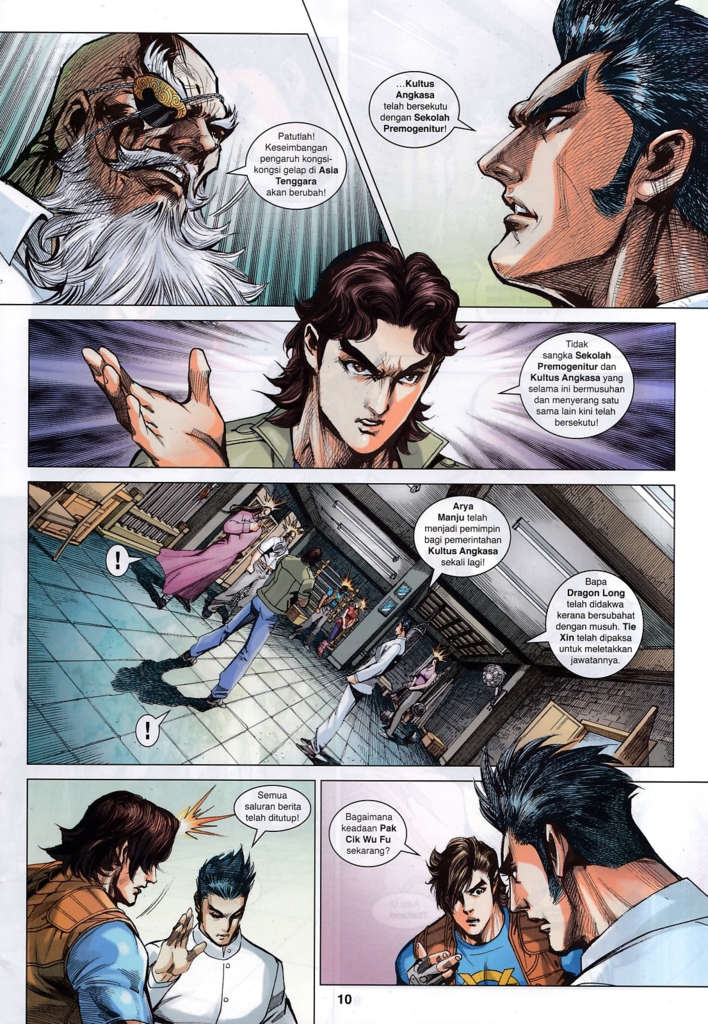 ...Kultus
Angkasa
telah bersekutu
dengan Sekolah
Premogenitur!
Patutlah!
Keseimbangan
pengaruh kongsi-
kongsi gelap di Asia
Tenggara
akan berubah!
Tidak
sangka Sekolah
Premogenitur dan
Kultus Angkasa yang
selama ini bermusuhan
dan menyerang satu
sama lain kini telah
bersekutu!
Arya
Manju telah
menjadi pemimpin
bagi pemerintahan
Kultus Angkasa
sekali lagi!
!
Bapa
Dragon Long
telah didakwa
kerana bersubahat
dengan musuh. Tie
Xin telah dipaksa
untuk meletakkan
jawatannya.
!
Semua
saluran berita
telah ditutup!
Bagaimana
keadaan Pak
Cik Wu Fu
sekarang?
10